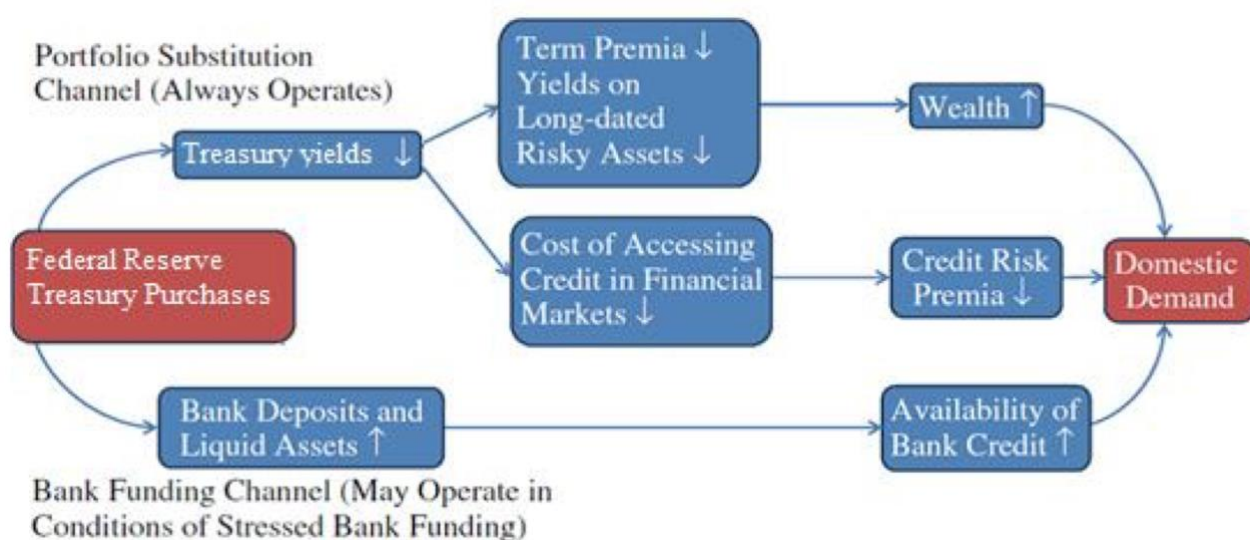 Portfolio Substitution
Channel (Always Operates)
Term Premia ↓
Yields on
Long-dated
Risky Assets ↓
Wealth ↑
Treasury yields ↓
Federal Reserve
Treasury Purchases
Cost of Accessing
Credit in Financial
Markets ↓
Credit Risk
Premia ↓
Domestic
Demand
Bank Deposits and
Liquid Assets ↑
Availability of
Bank Credit ↑
Bank Funding Channel (May Operate in
Conditions of Stressed Bank Funding)